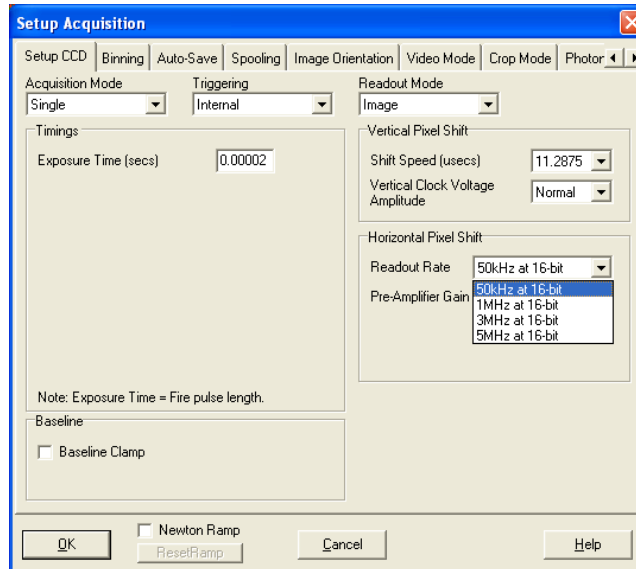 Setup Acquisition
Setup CCD Binning Auto-Save Spooling Image Orientation Video Mode Crop Mode Photon
Acquisition Mode Triggering Readout Mode
Single Internal Image
Timings
Exposure Time (secs) 0.00002
Note: Exposure Time = Fire pulse length.
Baseline
Baseline Clamp
Vertical Pixel Shift
Shift Speed (usecs) 11.2875
Vertical Clock Voltage
Amplitude
Normal
Horizontal Pixel Shift
Readout Rate 50kHz at 16-bit
Pre-Amplifier Gain
50kHz at 16-bit
1MHz at 16-bit
3MHz at 16-bit
5MHz at 16-bit
OK
Newton Ramp
ResetRamp
Cancel
Help